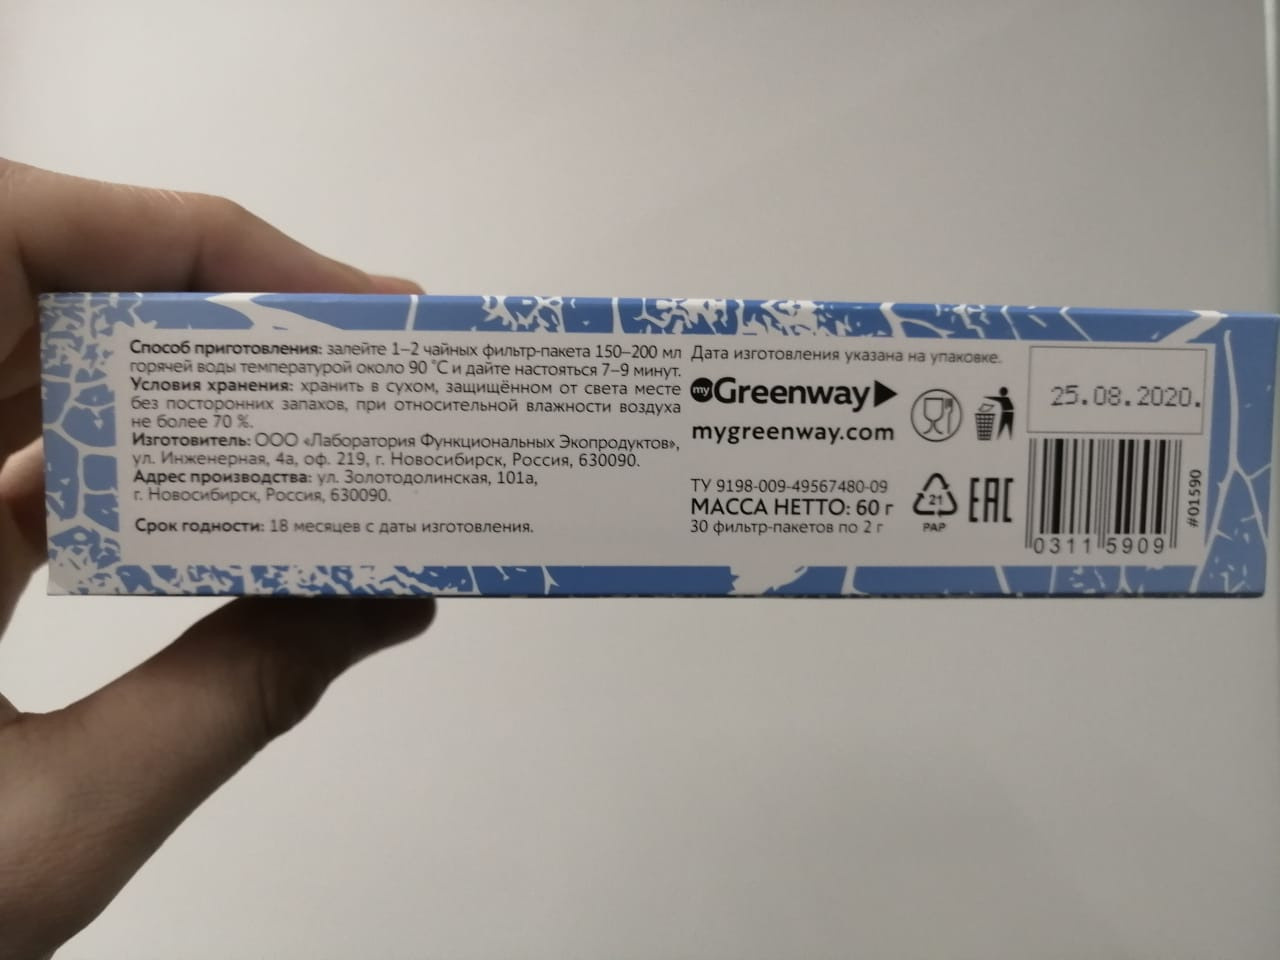 Способ приготовления: залейте 1–2 чайных фильтр-пакета 150–200 мл
горячей воды температурой около 90 °С и дайте настояться 7–9 минут.
Условия хранения: хранить в сухом, защищённом от света месте
без посторонних запахов, при относительной влажности воздуха
не более 70 %.
Изготовитель: ООО «Лаборатория Функциональных Экопродуктов»,
ул. Инженерная, 4а, оф. 219, г. Новосибирск, Россия, 630090.
Адрес производства: ул. Золотодолинская, 101а,
г. Новосибирск, Россия, 630090.
Срок годности: 18 месяцев с даты изготовления.
Дата изготовления указана на упаковке.
my Greenway
mygreenway.com
ТУ 9198-009-49567480-09
МАССА НЕТТО: 60 г
30 фильтр-пакетов по 2 г
21
PAP
EAC
25.08.2020.
03115909
#01590